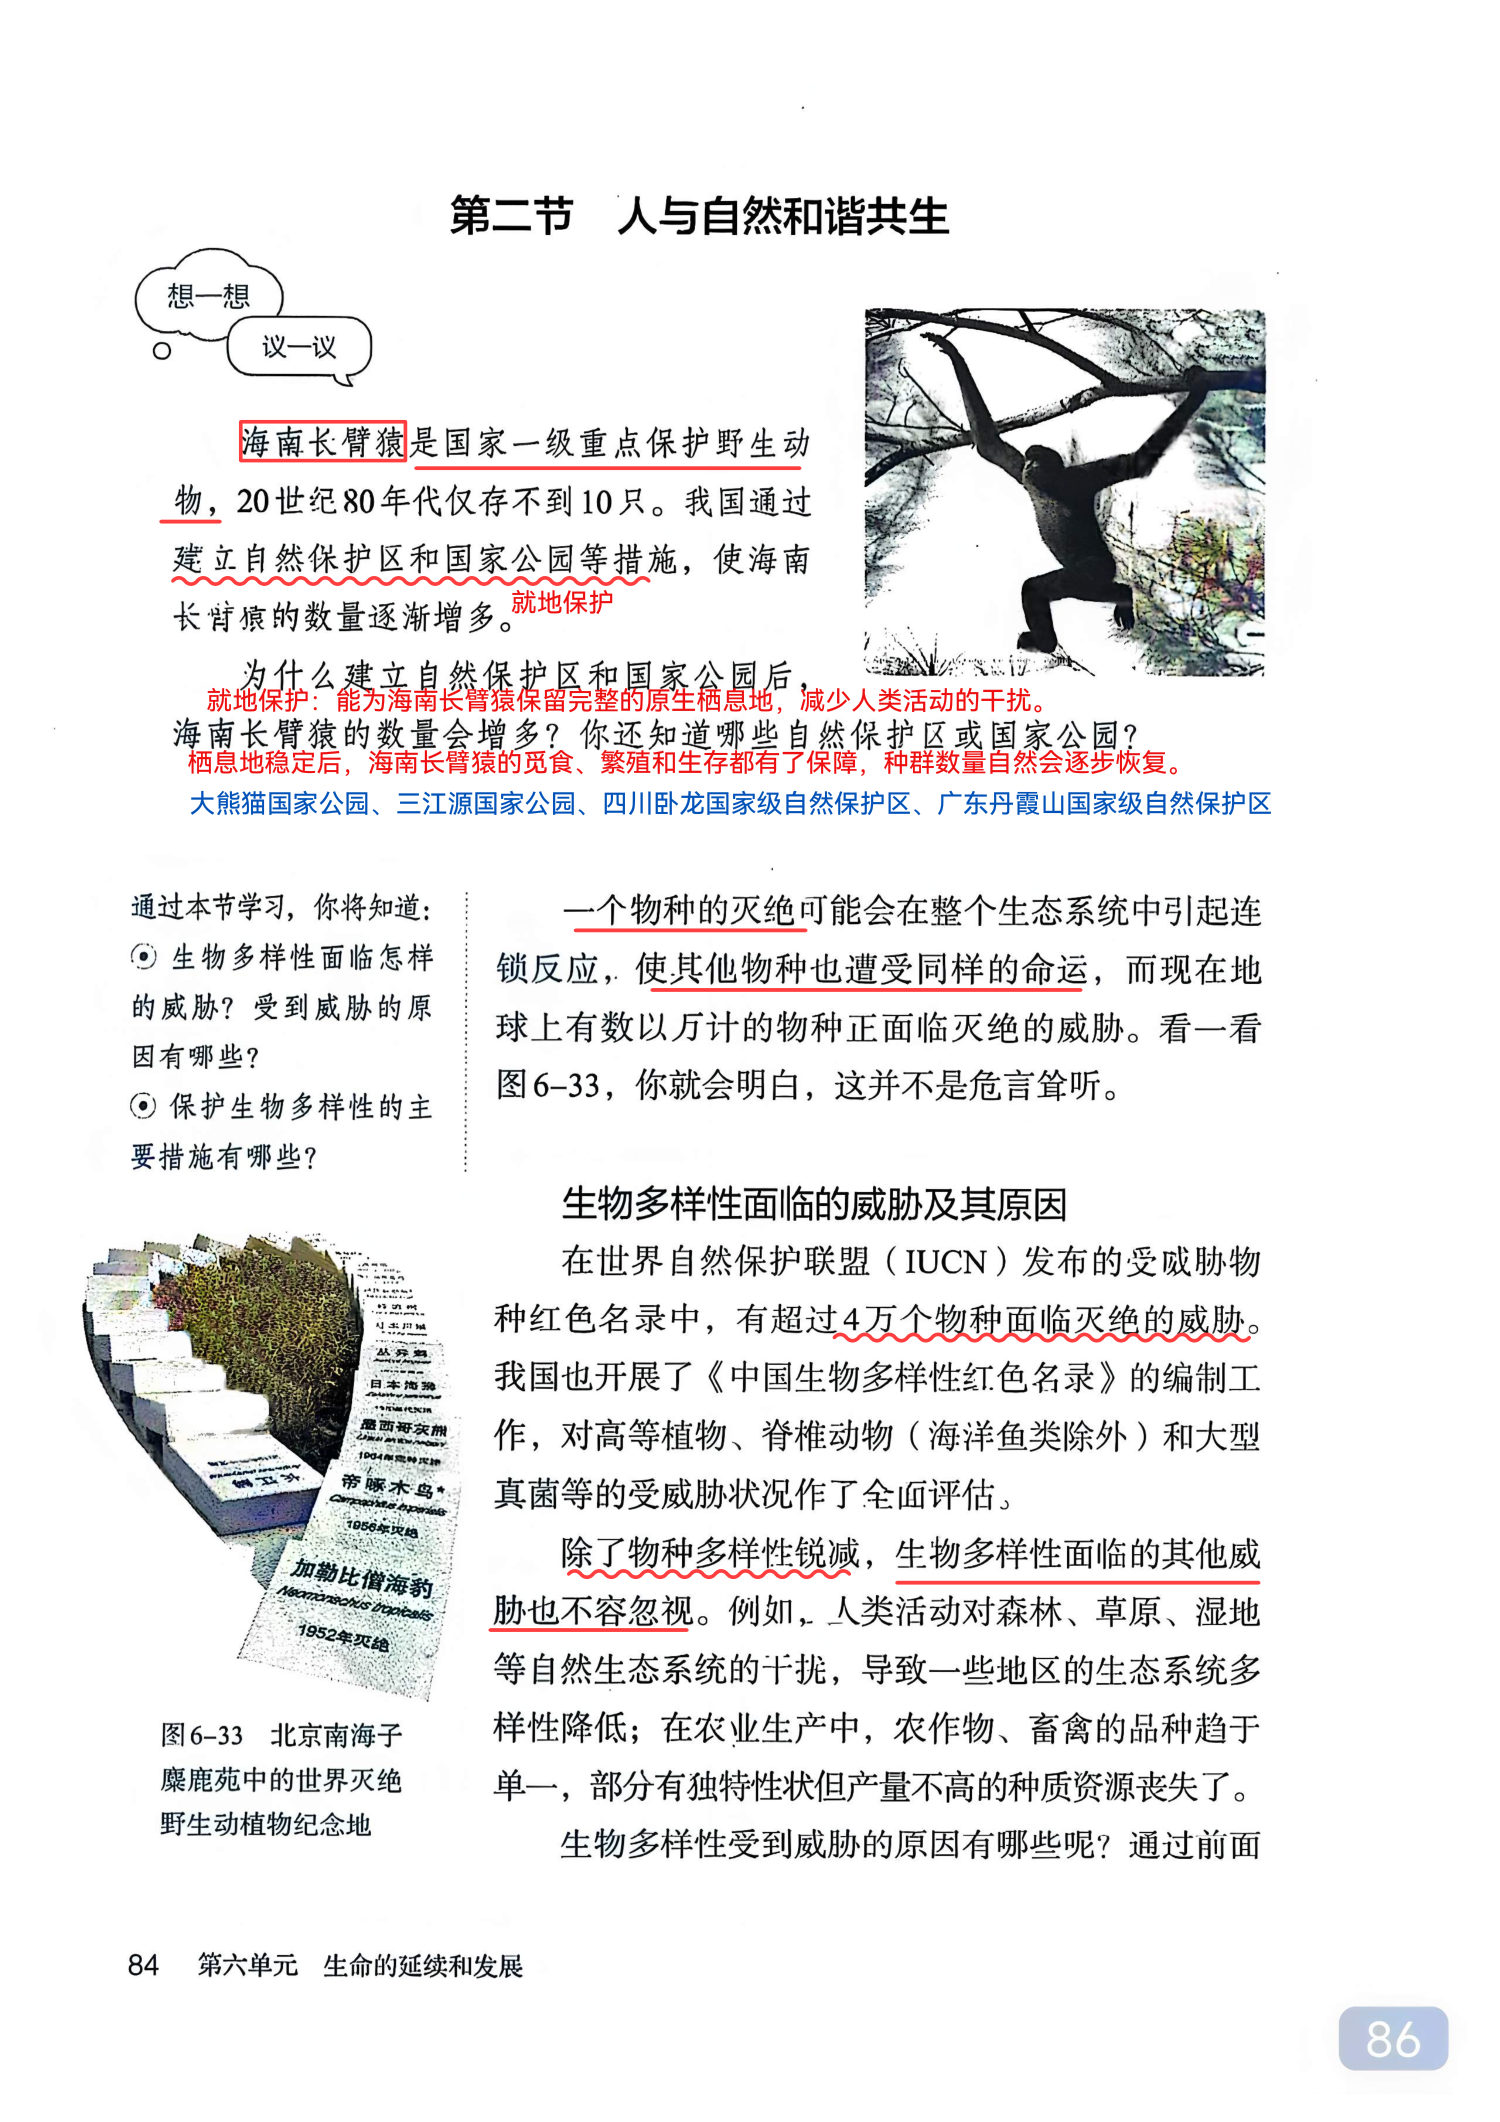 第二节 人与自然和谐共生
想一想
议一议
海南长臂猿是国家一级重点保护野生动
物，20世纪80年代仅存不到10只。我国通过
建立自然保护区和国家公园等措施，使海南
就地保护
长臂猿的数量逐渐增多。
为什么建立自然保护区和国家公园后，
就地保护：能为海南长臂猿保留完整的原生栖息地，减少人类活动的干扰。
海南长臂猿的数量会增多？你还知道哪些自然保护区或国家公园？
栖息地稳定后，海南长臂猿的觅食、繁殖和生存都有了保障，种群数量自然会逐步恢复。
大熊猫国家公园、三江源国家公园、四川卧龙国家级自然保护区、广东丹霞山国家级自然保护区
通过本节学习，你将知道：
生物多样性面临怎样
的威胁？受到威胁的原
因有哪些？
保护生物多样性的主
要措施有哪些？
一个物种的灭绝可能会在整个生态系统中引起连
锁反应，使其他物种也遭受同样的命运，而现在地
球上有数以万计的物种正面临灭绝的威胁。看一看
图6-33，你就会明白，这并不是危言耸听。
生物多样性面临的威胁及其原因
在世界自然保护联盟（IUCN）发布的受威胁物
种红色名录中，有超过4万个物种面临灭绝的威胁。
我国也开展了《中国生物多样性红色名录》的编制工
作，对高等植物、脊椎动物（海洋鱼类除外）和大型
真菌等的受威胁状况作了全面评估。
除了物种多样性锐减，生物多样性面临的其他威
胁也不容忽视。例如，人类活动对森林、草原、湿地
等自然生态系统的干扰，导致一些地区的生态系统多
样性降低；在农业生产中，农作物、畜禽的品种趋于
单一，部分有独特性状但产量不高的种质资源丧失了。
生物多样性受到威胁的原因有哪些呢？通过前面
日本海狮
墨西哥灰熊
1964年灭绝
帝啄木鸟*
Campephilus imperialis
1956年灭绝
加勒比僧海豹
Neomonachus tropicalis
1952年灭绝
图6-33 北京南海子
麋鹿苑中的世界灭绝
野生动植物纪念地
84 第六单元 生命的延续和发展
86